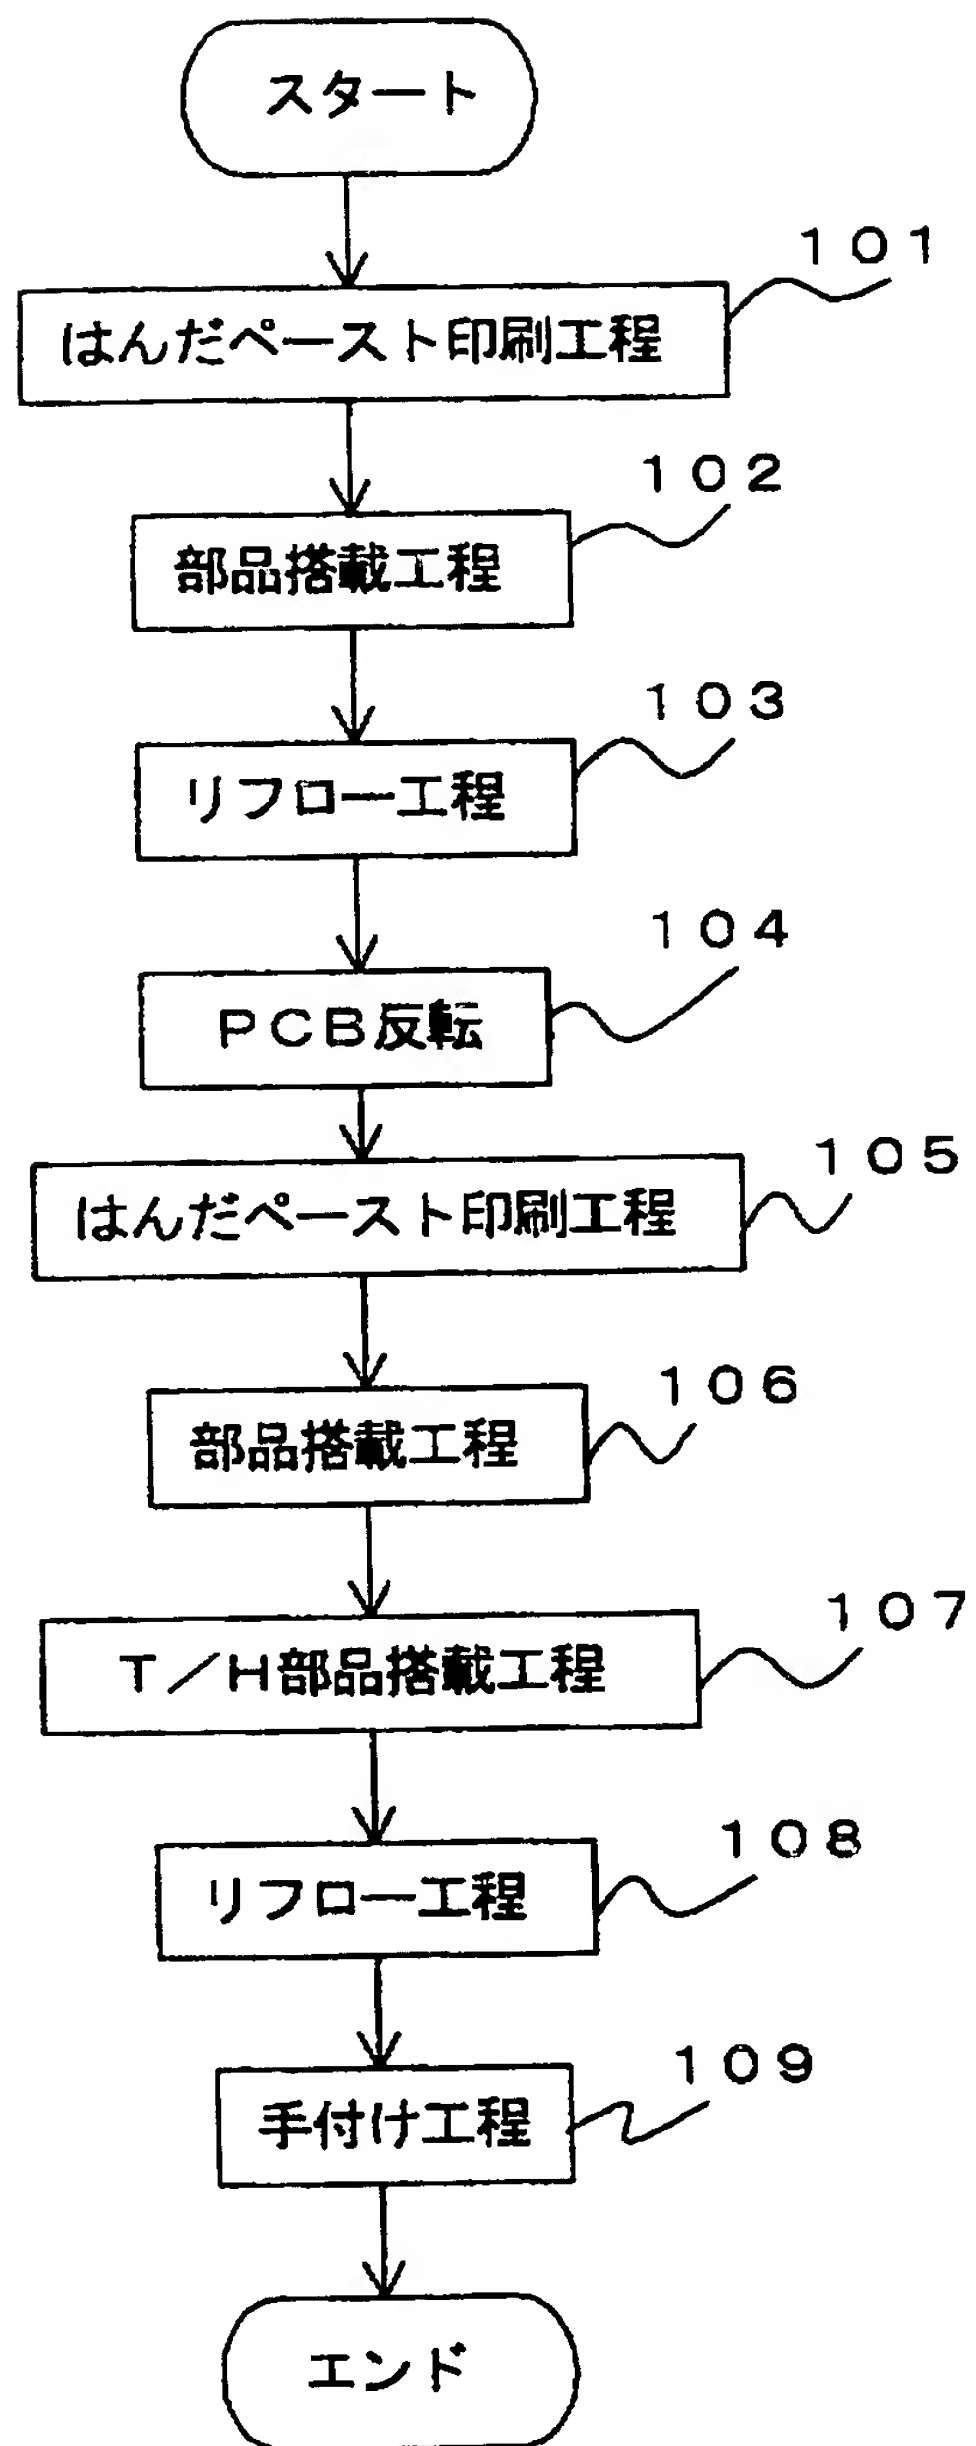 スタート
１０１
はんだペースト印刷工程
１０２
部品搭載工程
１０３
リフロー工程
１０４
ＰＣＢ反転
１０５
はんだペースト印刷工程
１０６
部品搭載工程
１０７
Ｔ／Ｈ部品搭載工程
１０８
リフロー工程
１０９
手付け工程
エンド